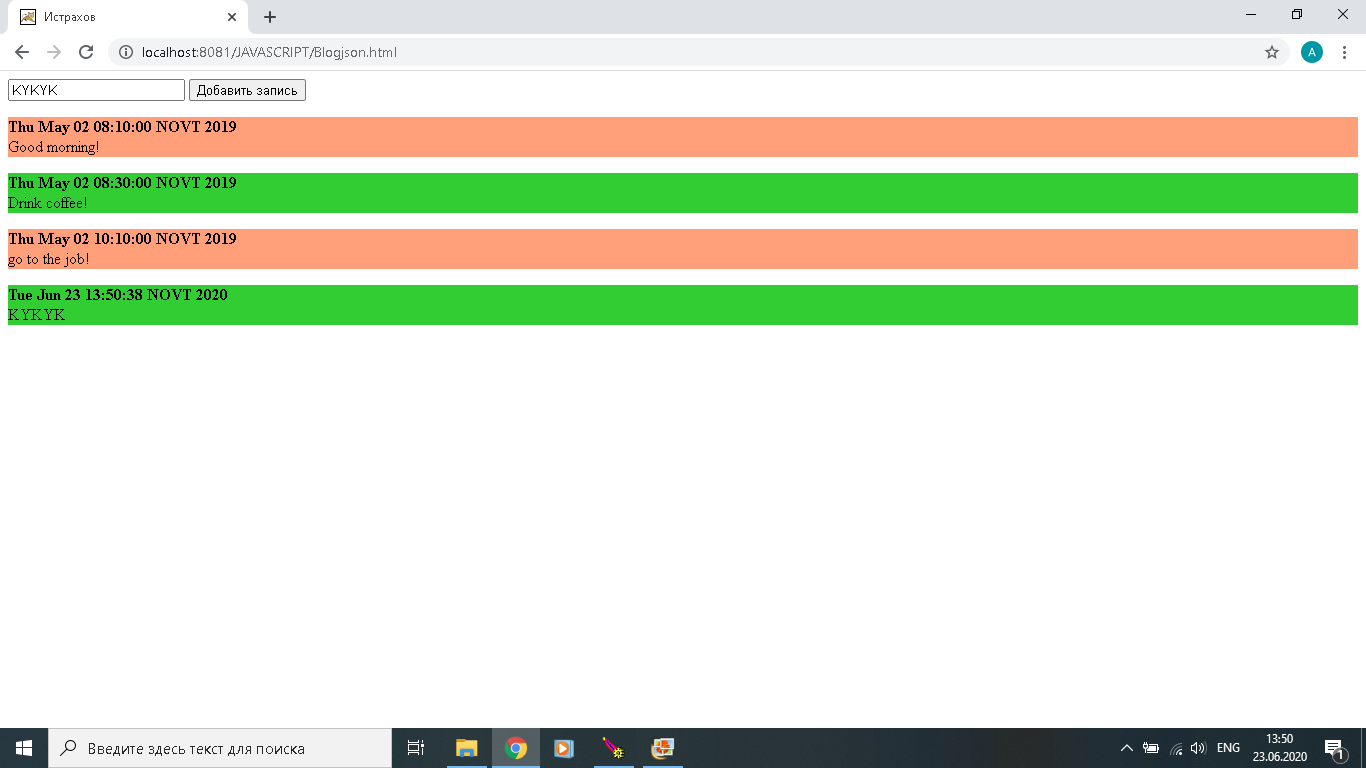 Истрахов
localhost:8081/JAVASCRIPT/Blogjson.html
A
KYKYK Добавить запись
Thu May 02 08:10:00 NOVT 2019
Good morning!
Thu May 02 08:30:00 NOVT 2019
Drink coffee!
Thu May 02 10:10:00 NOVT 2019
go to the job!
Tue Jun 23 13:50:38 NOVT 2020
KYKYK
Введите здесь текст для поиска
ENG
13:50
23.06.2020
1